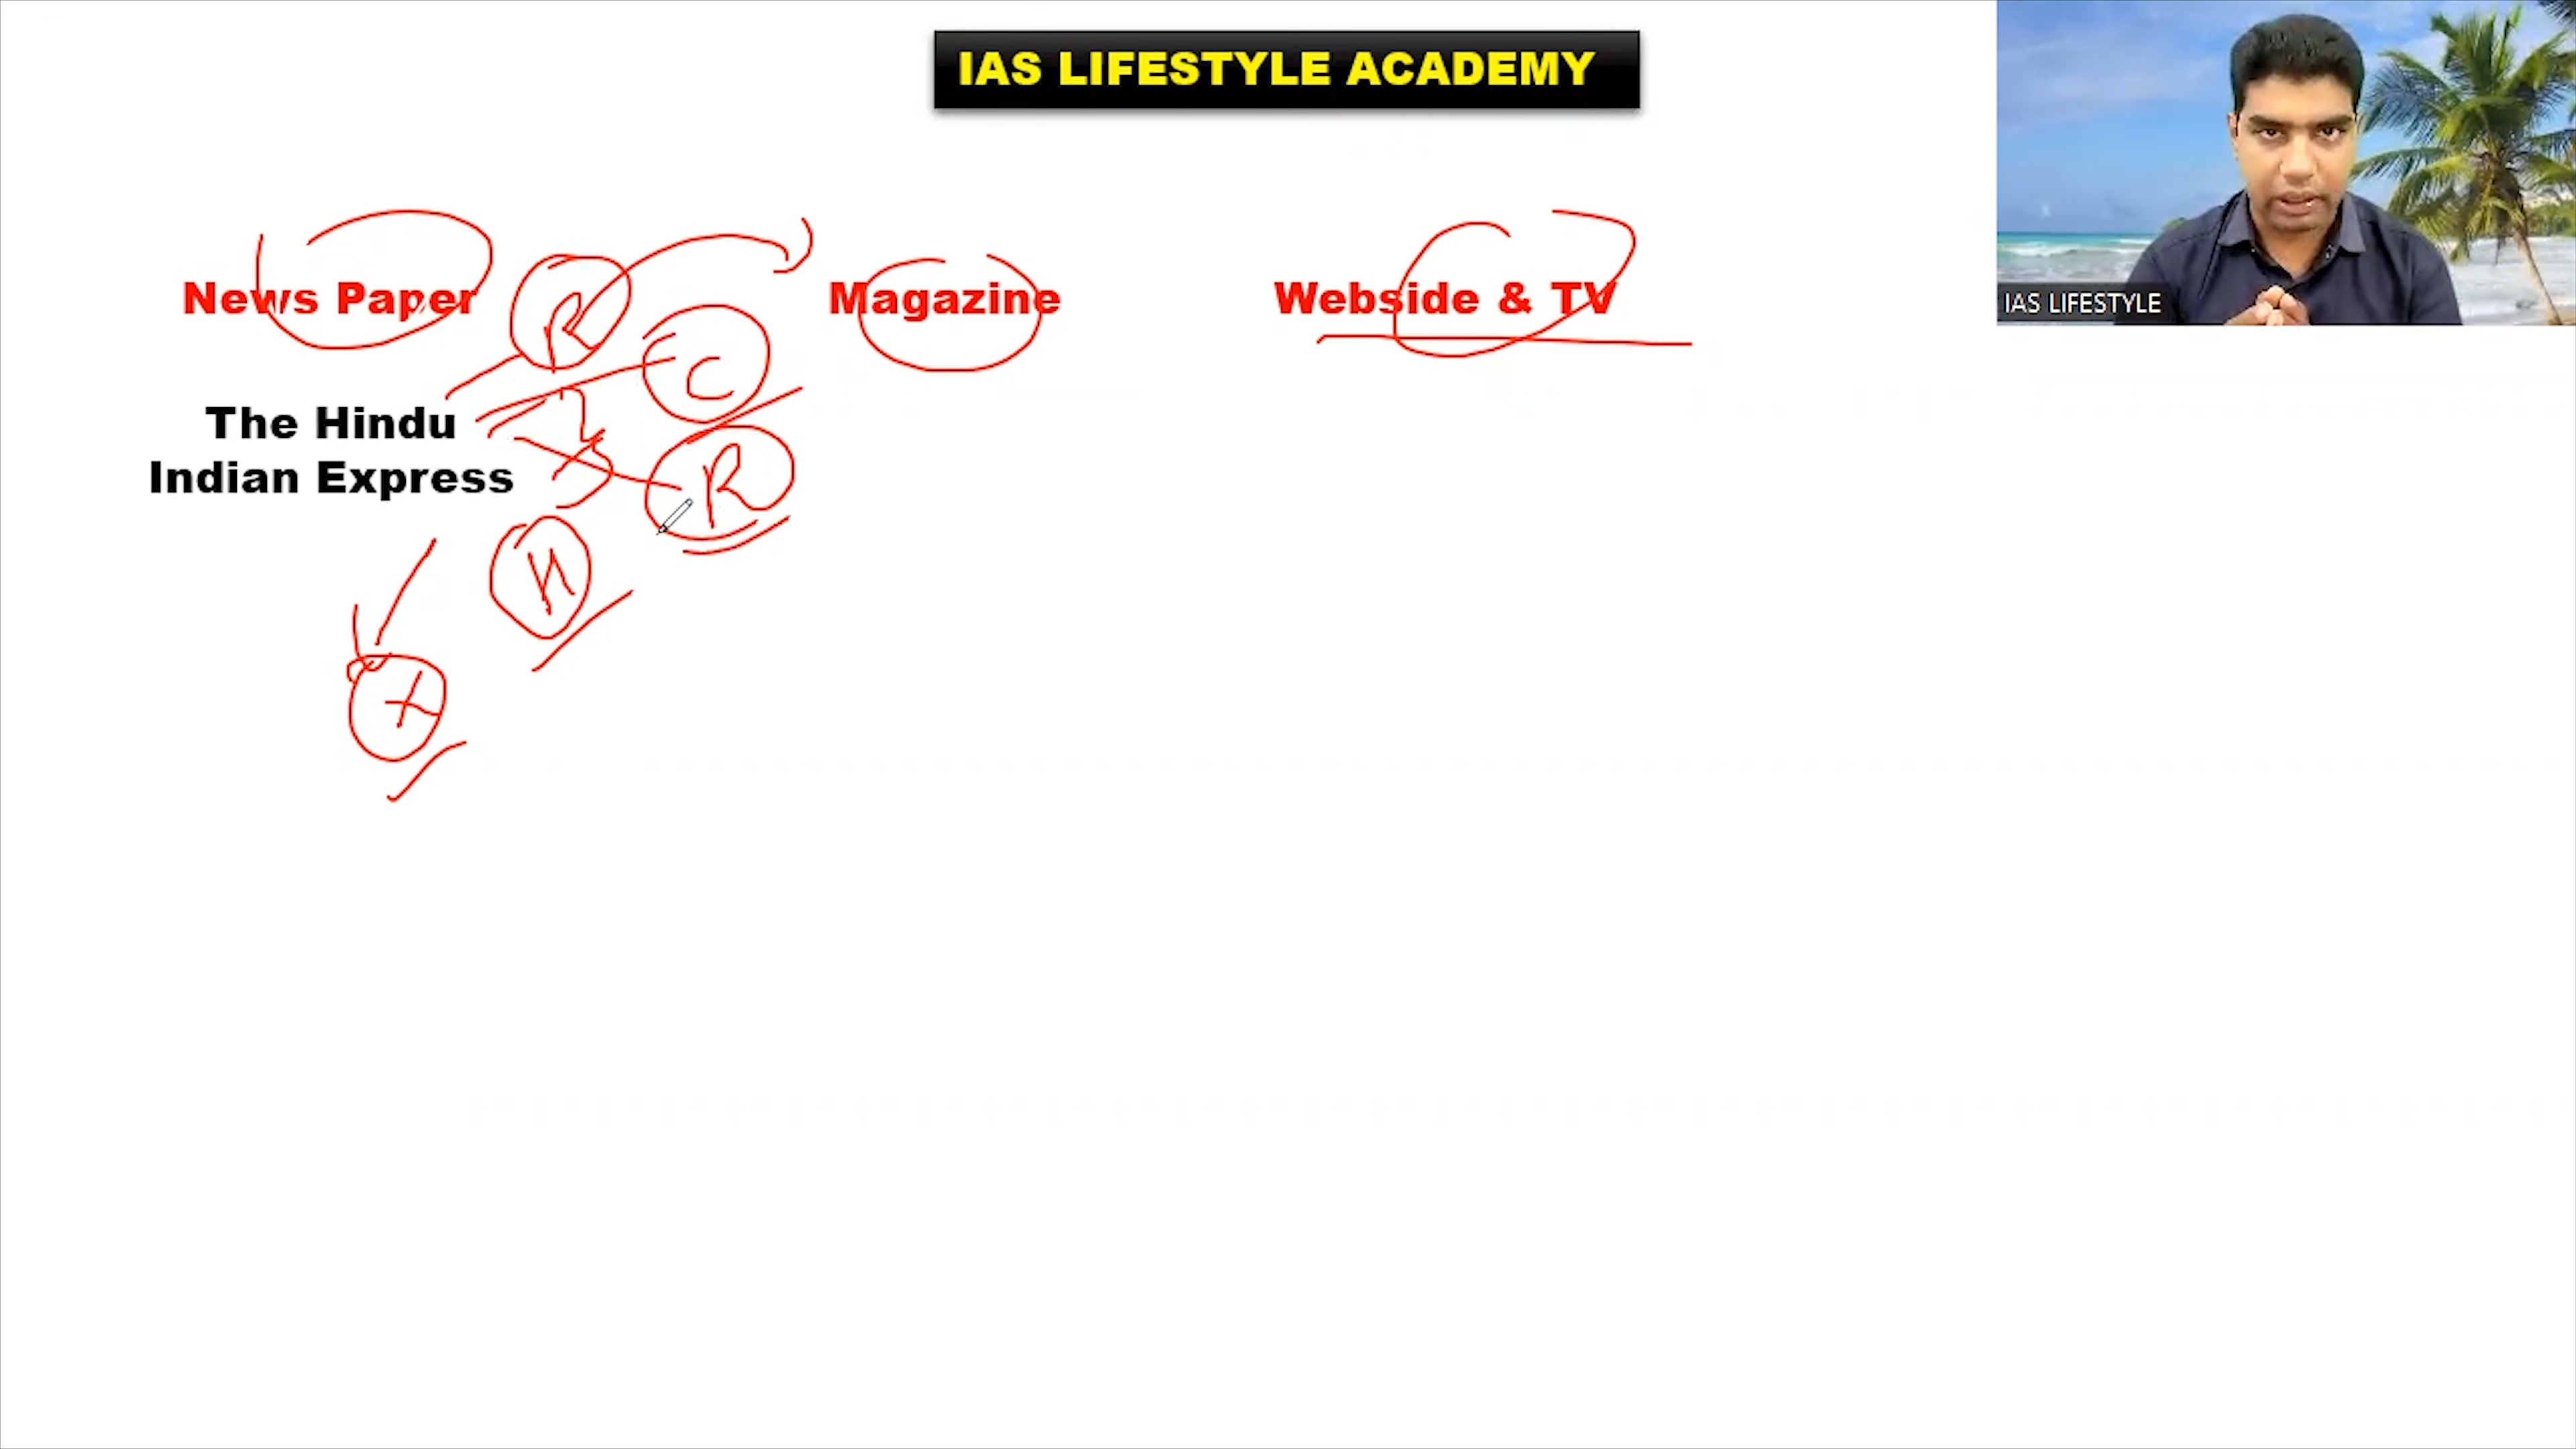 IAS LIFESTYLE ACADEMY
IAS LIFESTYLE
News Paper
Magazine
Webside & TV
R
C
The Hindu
R
Indian Express